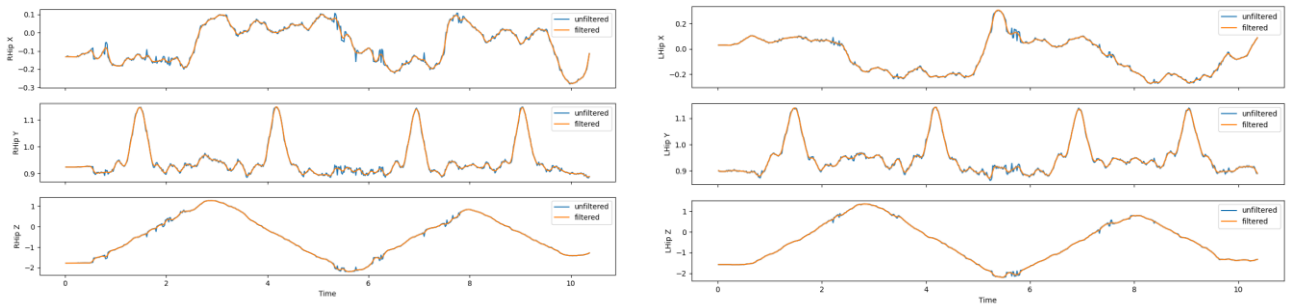 RHip X
0.1
0.0
−0.1
−0.2
−0.3
unfiltered
filtered
RHip Y
1.1
1.0
0.9
unfiltered
filtered
RHip Z
1
0
−1
−2
unfiltered
filtered
0 2 4 6 8 10
Time
LHip X
0.2
0.0
−0.2
unfiltered
filtered
LHip Y
1.1
1.0
0.9
unfiltered
filtered
LHip Z
1
0
−1
−2
unfiltered
filtered
0 2 4 6 8 10
Time